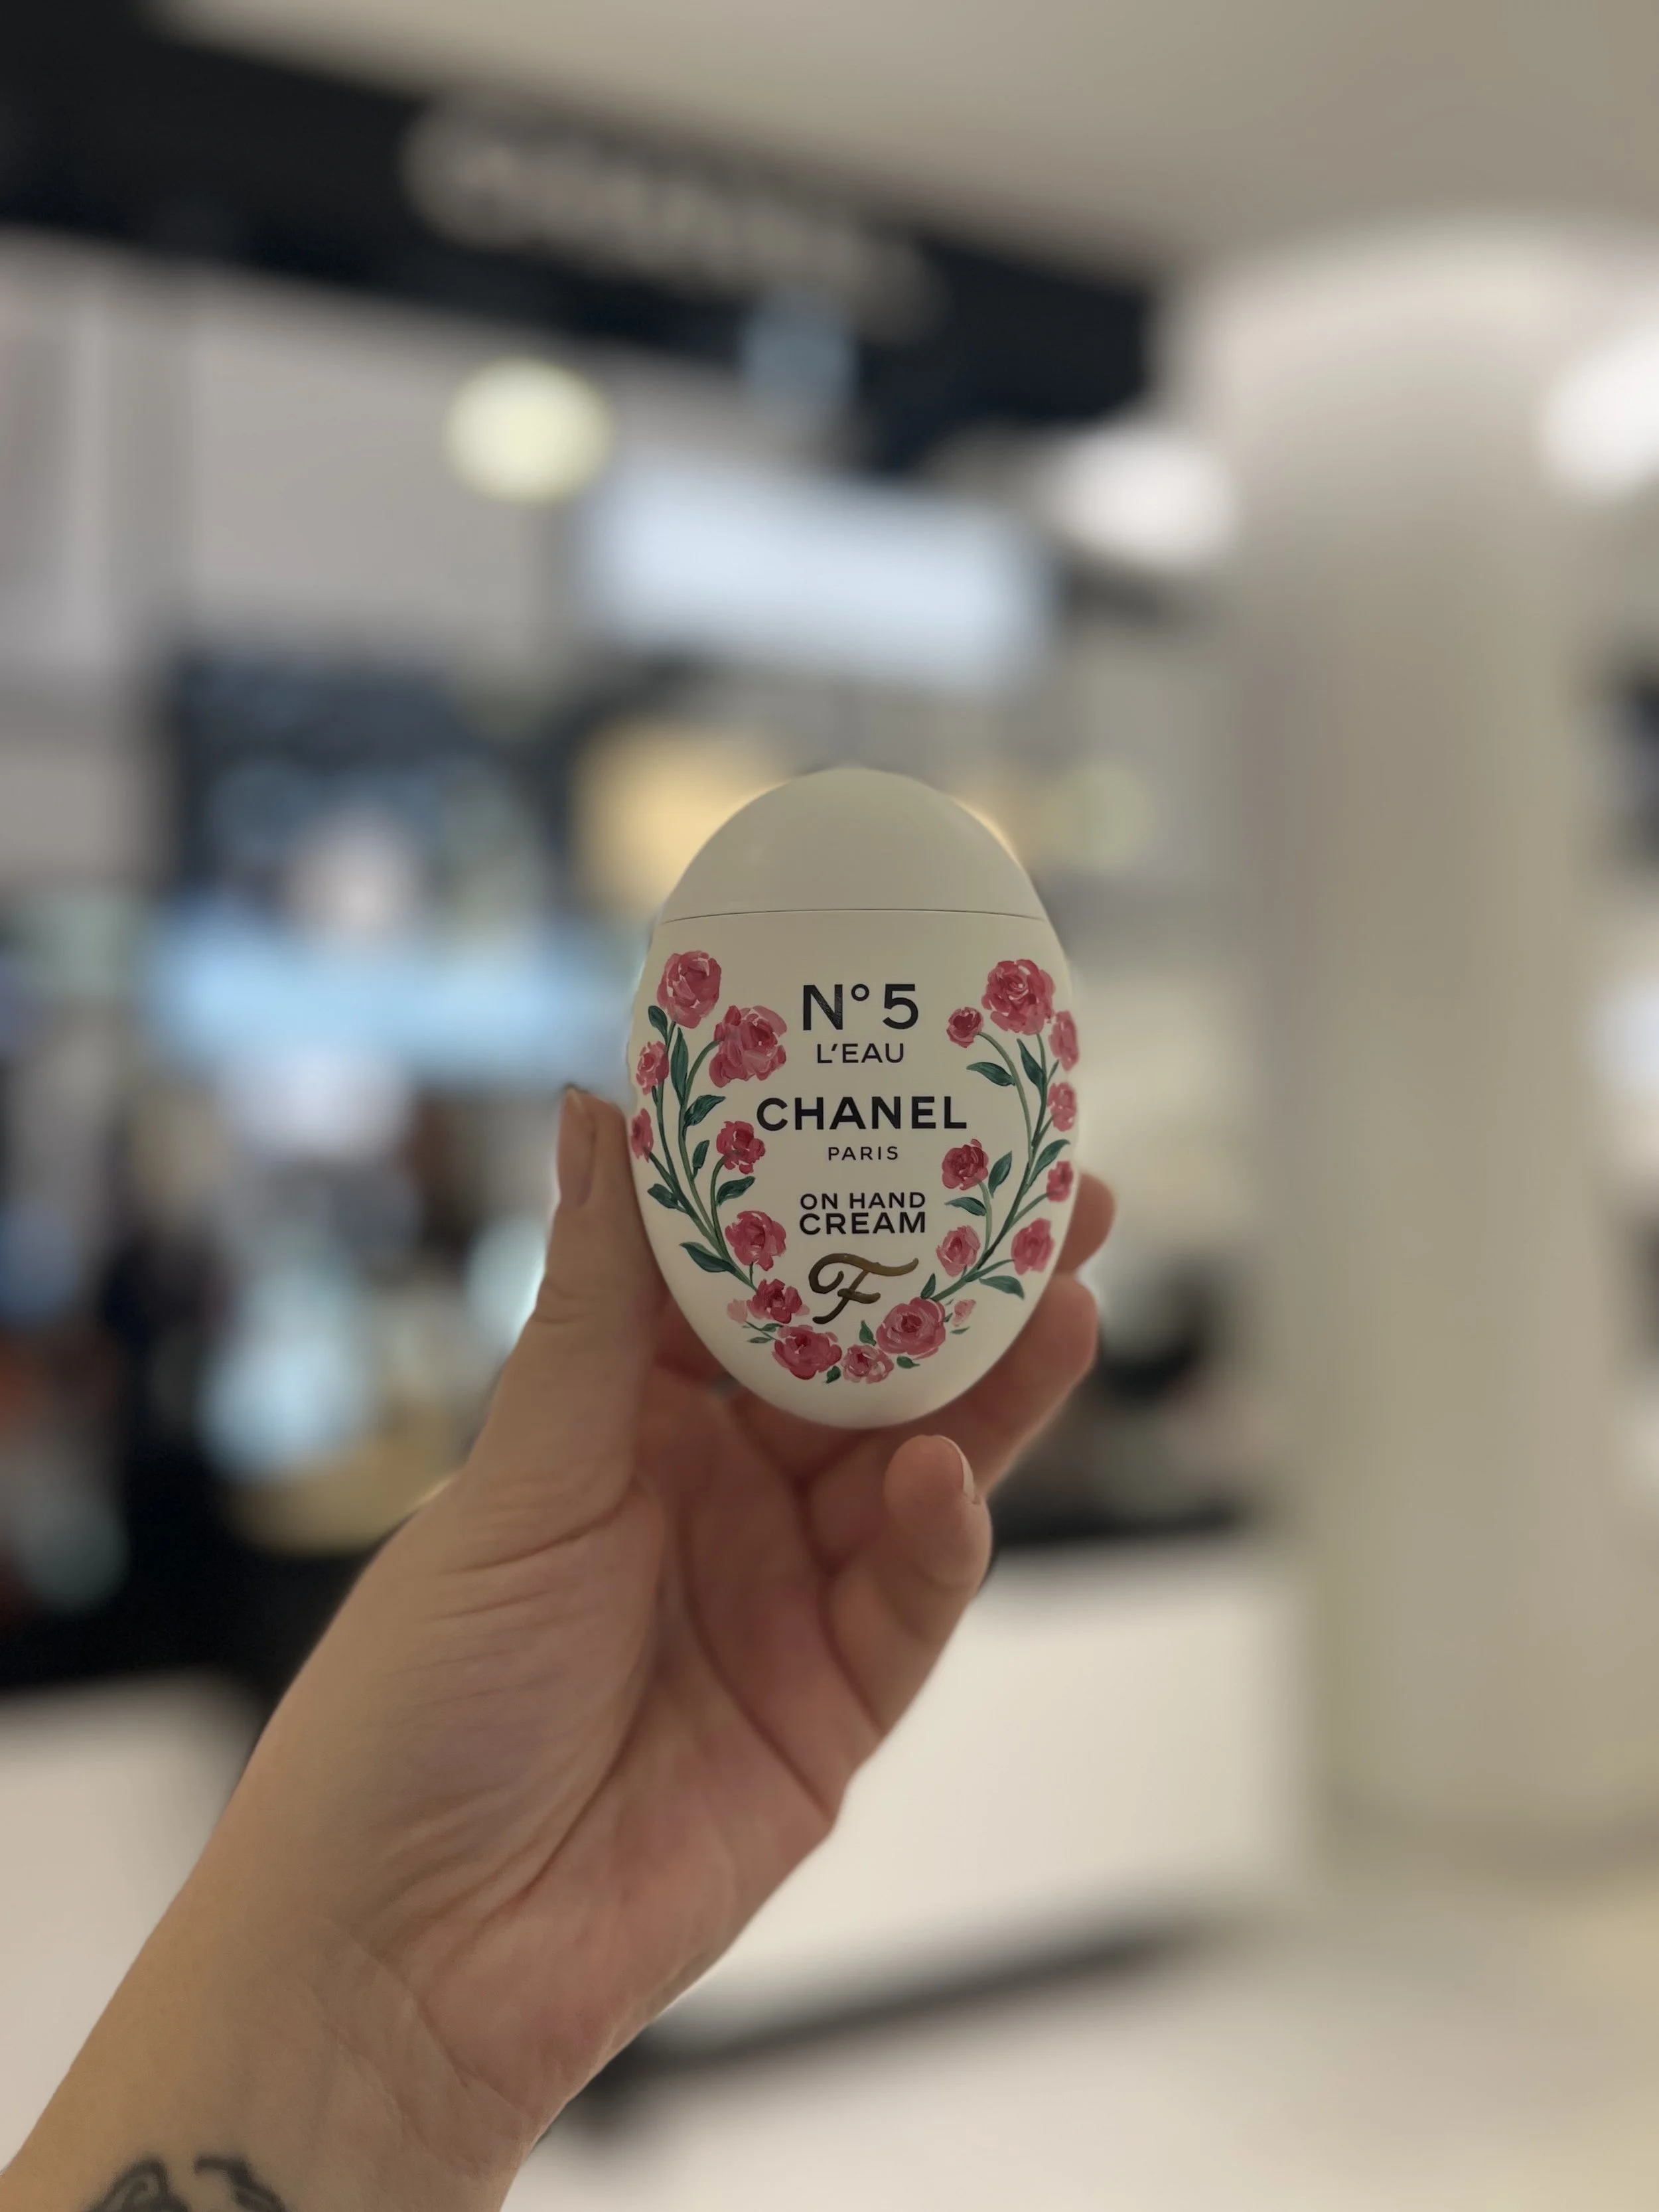 N°5
L'EAU
CHANEL
PARIS
ON HAND
CREAM
F